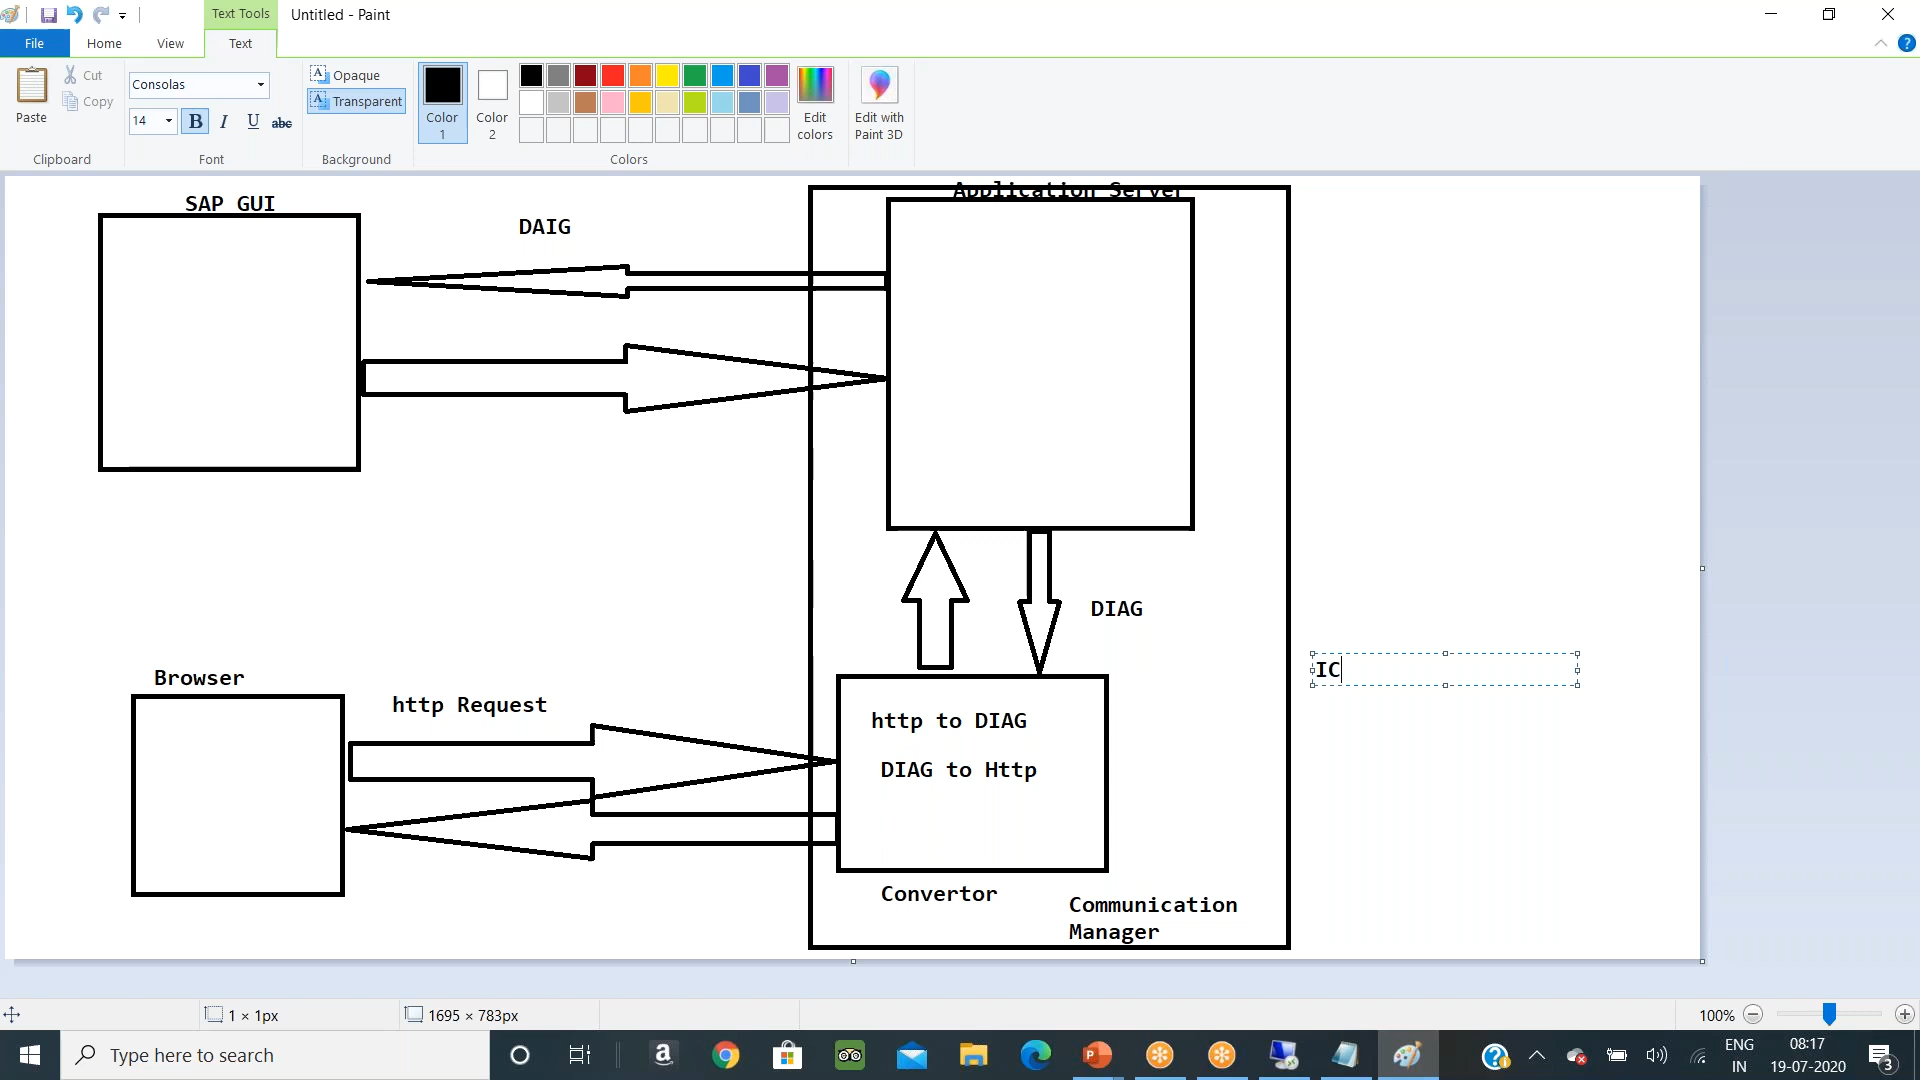 Text Tools
Untitled - Paint
File
Home
View
Text
Paste
Cut
Copy
Clipboard
Consolas
14
B
I
U
abc
Font
Opaque
Transparent
Background
Color
1
Color
2
Edit
colors
Colors
Edit with
Paint 3D
SAP GUI
DAIG
Application Server
DIAG
IC
Browser
http Request
http to DIAG
DIAG to Http
Convertor
Communication
Manager
1 × 1px
1695 × 783px
100%
Type here to search
ENG
IN
08:17
19-07-2020
3